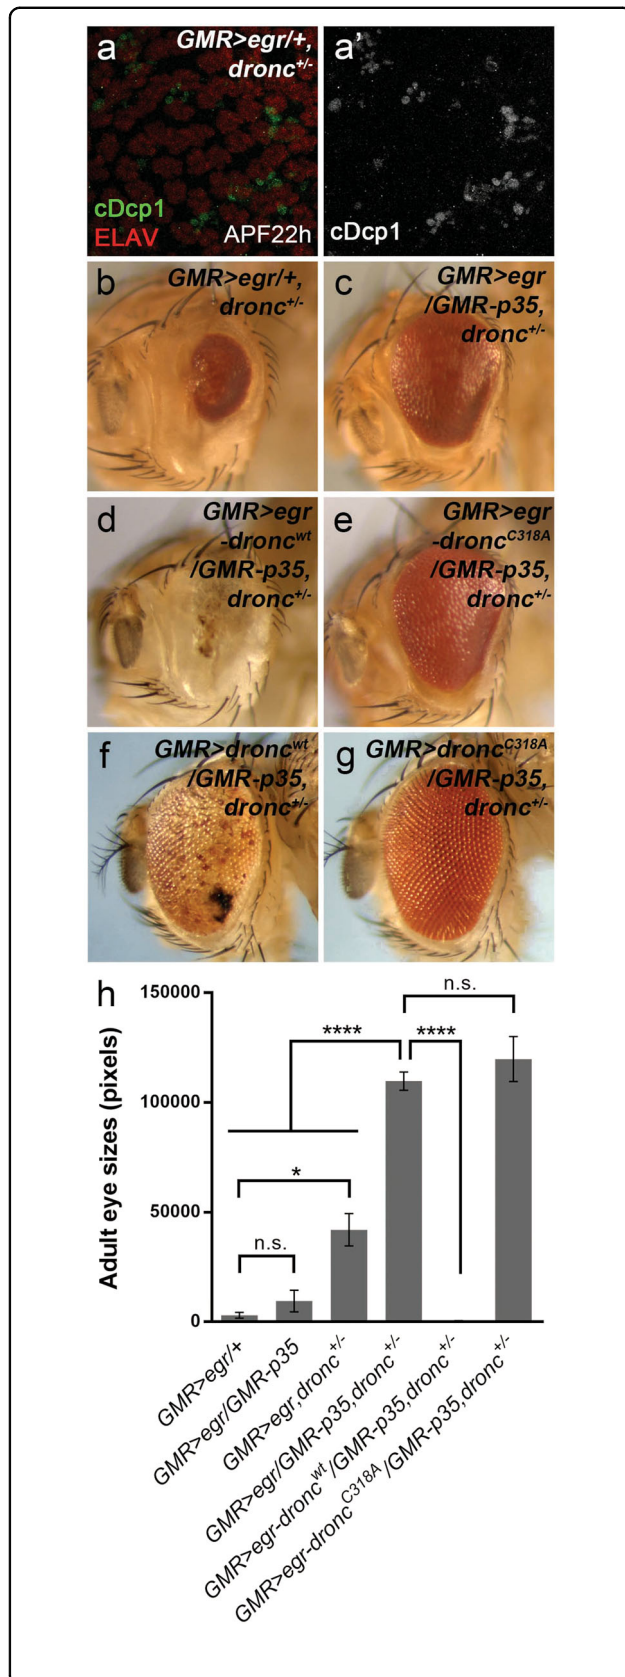 a
GMR>egr/+,
dronc+/-
cDcp1
ELAV
APF22h
a'
cDcp1
b
GMR>egr/+,
dronc+/-
c
GMR>egr
/GMR-p35,
dronc+/-
d
GMR>egr
-droncwt
/GMR-p35,
dronc+/-
e
GMR>egr
-droncC318A
/GMR-p35,
dronc+/-
f
GMR>droncwt
/GMR-p35,
dronc+/-
g
GMR>droncC318A
/GMR-p35,
dronc+/-
h
Adult eye sizes (pixels)
150000
100000
50000
0
n.s.
****
****
*
n.s.
GMR>egr/+
GMR>egr/GMR-p35
GMR>egr,dronc+/-
GMR>egr/GMR-p35,dronc+/-
GMR>egr-droncwt/GMR-p35,dronc+/-
GMR>egr-droncC318A/GMR-p35,dronc+/-